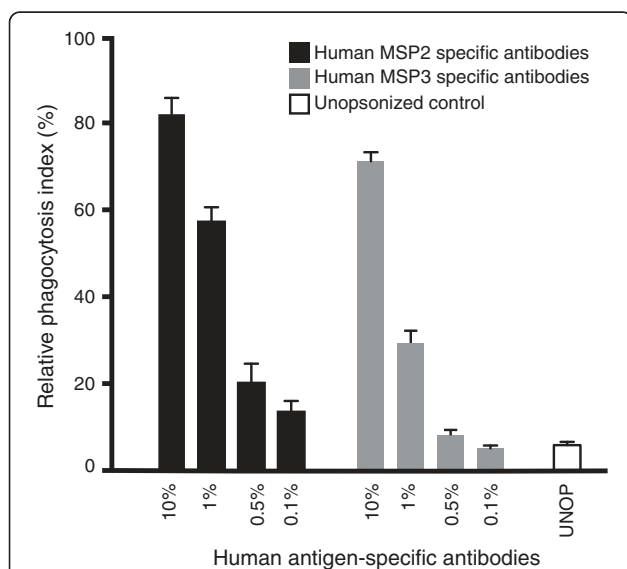 100
80
60
40
20
0
Relative phagocytosis index (%)
Human MSP2 specific antibodies
Human MSP3 specific antibodies
Unopsonized control
10%
1%
0.5%
0.1%
10%
1%
0.5%
0.1%
UNOP
Human antigen-specific antibodies